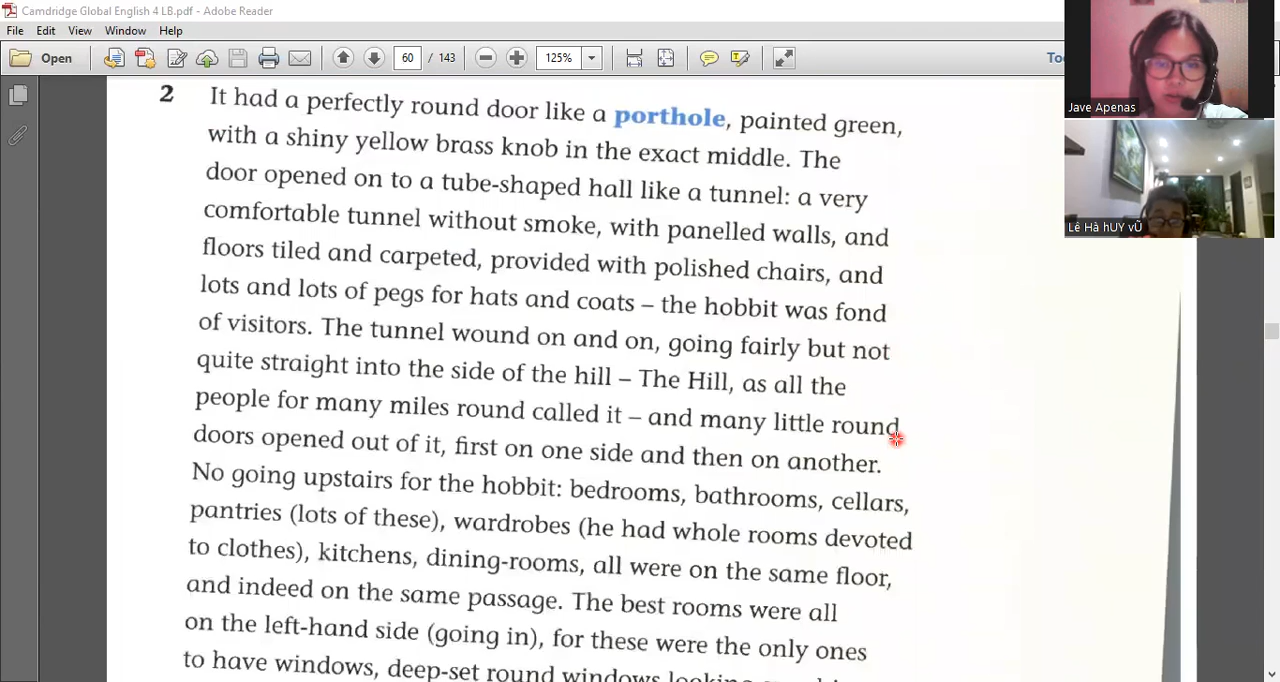 Camdridge Global English 4 LB.pdf - Adobe Reader
File Edit View Window Help
Open 60 / 143 125%
Jave Apenas
Lê Hà hUY vŨ
2 It had a perfectly round door like a porthole, painted green,
with a shiny yellow brass knob in the exact middle. The
door opened on to a tube-shaped hall like a tunnel: a very
comfortable tunnel without smoke, with panelled walls, and
floors tiled and carpeted, provided with polished chairs, and
lots and lots of pegs for hats and coats – the hobbit was fond
of visitors. The tunnel wound on and on, going fairly but not
quite straight into the side of the hill – The Hill, as all the
people for many miles round called it – and many little round
doors opened out of it, first on one side and then on another.
No going upstairs for the hobbit: bedrooms, bathrooms, cellars,
pantries (lots of these), wardrobes (he had whole rooms devoted
to clothes), kitchens, dining-rooms, all were on the same floor,
and indeed on the same passage. The best rooms were all
on the left-hand side (going in), for these were the only ones
to have windows, deep-set round windows looking